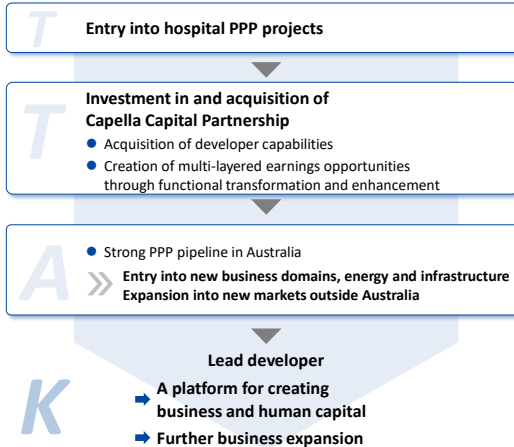 T
Entry into hospital PPP projects
T
Investment in and acquisition of
Capella Capital Partnership
● Acquisition of developer capabilities
● Creation of multi-layered earnings opportunities
through functional transformation and enhancement
A
● Strong PPP pipeline in Australia
Entry into new business domains, energy and infrastructure
Expansion into new markets outside Australia
K
Lead developer
A platform for creating
business and human capital
Further business expansion